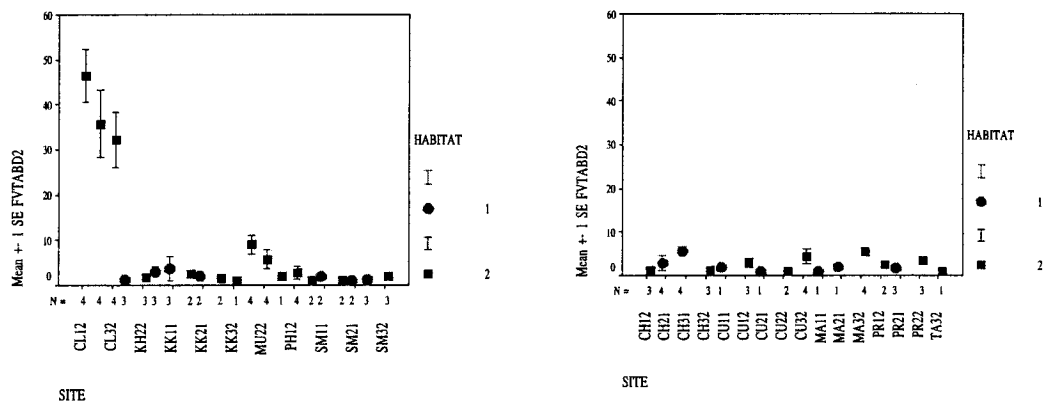 60
50
40
30
20
10
0
Mean +- 1 SE FVTABD2
N = 4 4 4 3 3 3 3 2 2 2 1 4 4 1 4 2 2 2 2 3 3
CL12 CL32 KH22 KK11 KK21 KK32 MU22 PH12 SM11 SM21 SM32
SITE
HABITAT
1
2
60
50
40
30
20
10
0
Mean +- 1 SE FVTABD2
N = 3 4 4 3 1 3 1 2 4 1 1 4 2 3 3 1
CH12 CH21 CH31 CH32 CU11 CU12 CU21 CU22 CU32 MA11 MA21 MA32 PR12 PR21 PR22 TA32
SITE
HABITAT
1
2